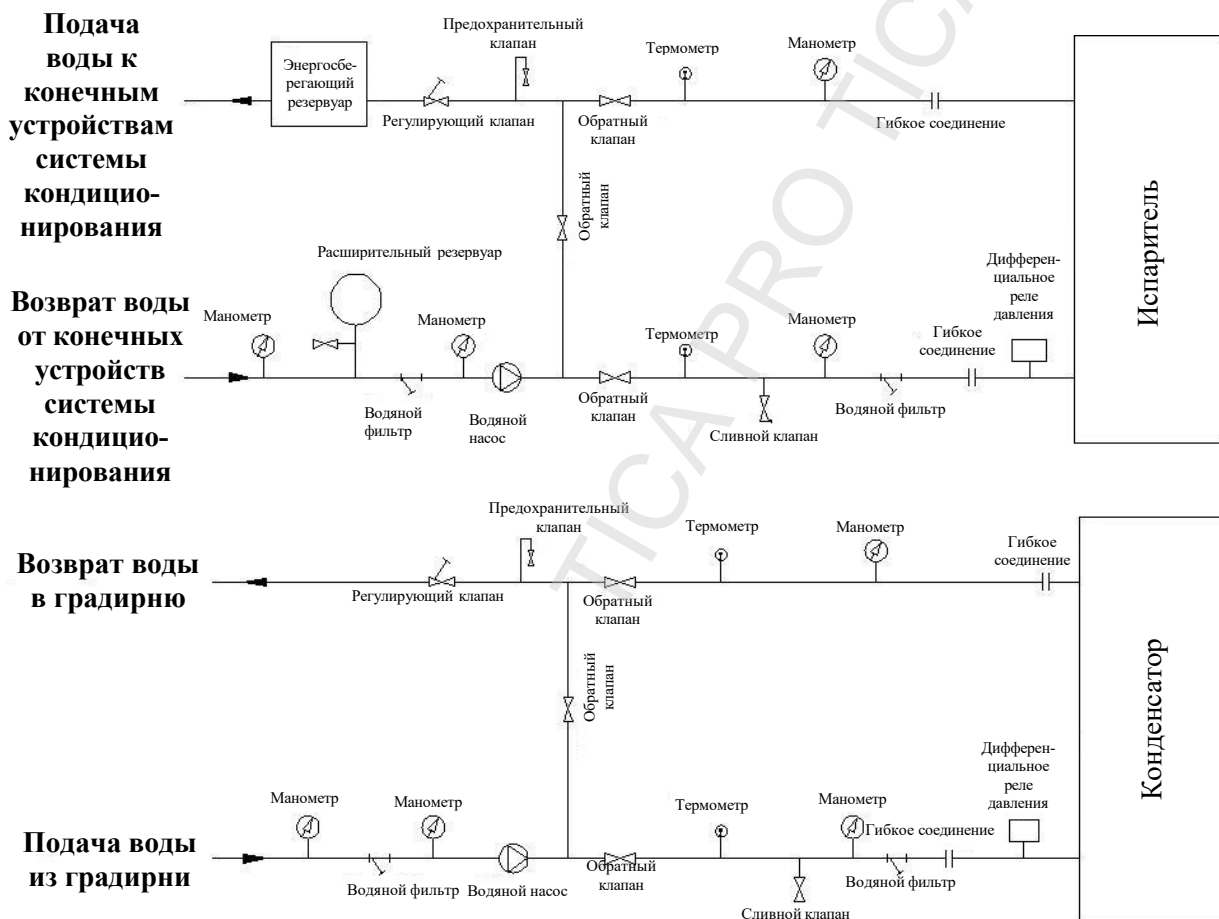 Подача
воды к
конечным
устройствам
системы
кондицио-
нирования
Энергосбе-
регающий
резервуар
Регулирующий клапан
Предохранительный
клапан
Обратный
клапан
Термометр
Манометр
Гибкое соединение
Испаритель
Обратный
клапан
Возврат воды
от конечных
устройств
системы
кондицио-
нирования
Манометр
Расширительный резервуар
Водяной
фильтр
Манометр
Водяной
насос
Обратный
клапан
Термометр
Сливной клапан
Манометр
Водяной фильтр
Гибкое
соединение
Дифферен-
циальное
реле
давления
Возврат воды
в градирню
Регулирующий клапан
Предохранительный
клапан
Обратный
клапан
Термометр
Манометр
Гибкое
соединение
Конденсатор
Обратный
клапан
Подача воды
из градирни
Манометр
Водяной фильтр
Манометр
Водяной насос
Обратный
клапан
Термометр
Сливной клапан
Манометр
Водяной фильтр
Гибкое соединение
Дифферен-
циальное
реле
давления
TICA PRO TICA